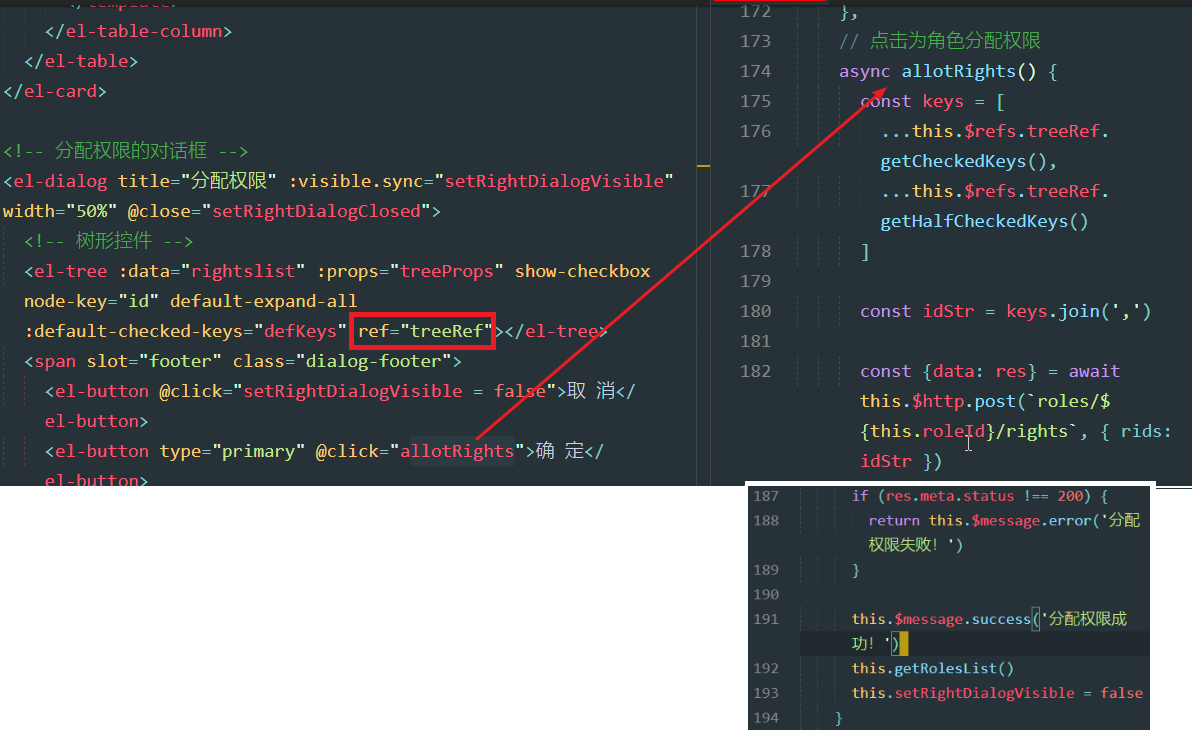 </template>
</el-table-column>
</el-table>
</el-card>
<!-- 分配权限的对话框 -->
<el-dialog title="分配权限" :visible.sync="setRightDialogVisible"
width="50%" @close="setRightDialogClosed">
<!-- 树形控件 -->
<el-tree :data="rightslist" :props="treeProps" show-checkbox
node-key="id" default-expand-all
:default-checked-keys="defKeys" ref="treeRef"></el-tree>
<span slot="footer" class="dialog-footer">
<el-button @click="setRightDialogVisible = false">取 消</
el-button>
<el-button type="primary" @click="allotRights">确 定</
el-button>
172 },
173 // 点击为角色分配权限
174 async allotRights() {
175 const keys = [
176 ...this.$refs.treeRef.
getCheckedKeys(),
177 ...this.$refs.treeRef.
getHalfCheckedKeys()
178 ]
179
180 const idStr = keys.join(',')
181
182 const {data: res} = await
this.$http.post(`roles/$
{this.roleId}/rights`, { rids:
idStr })
187 if (res.meta.status !== 200) {
188 return this.$message.error('分配
权限失败！')
189 }
190
191 this.$message.success('分配权限成
功！')
192 this.getRolesList()
193 this.setRightDialogVisible = false
194 }